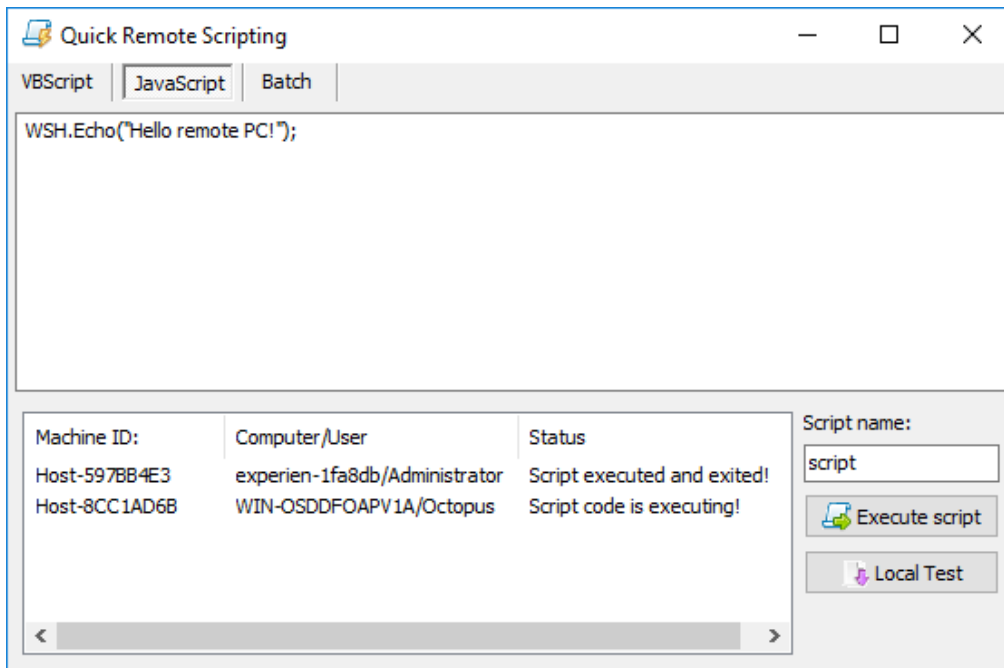 Quick Remote Scripting
VBScript JavaScript Batch
WSH.Echo("Hello remote PC!");
Machine ID: Computer/User Status
Host-597BB4E3 experien-1fa8db/Administrator Script executed and exited!
Host-8CC1AD6B WIN-OSDDFOAPV1A/Octopus Script code is executing!
Script name:
script
Execute script
Local Test